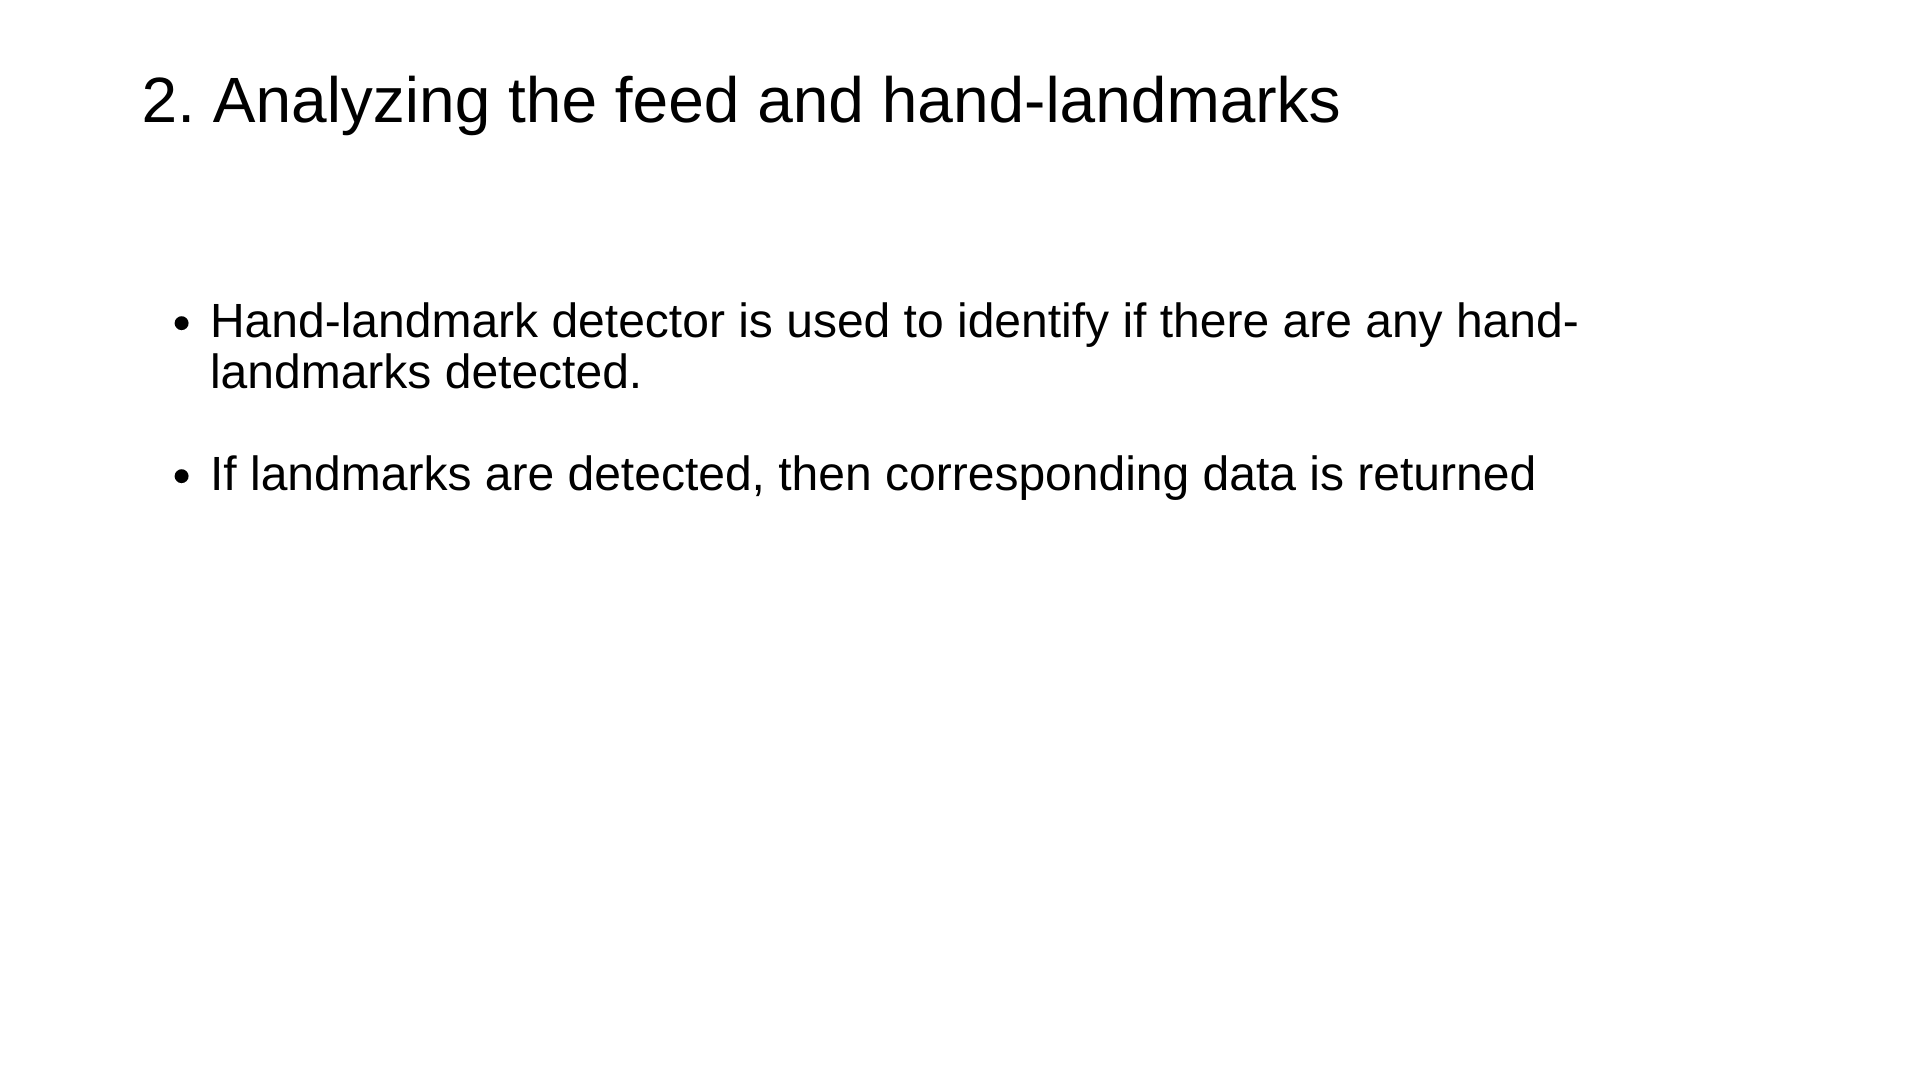 2. Analyzing the feed and hand-landmarks
• Hand-landmark detector is used to identify if there are any hand-
landmarks detected.
• If landmarks are detected, then corresponding data is returned